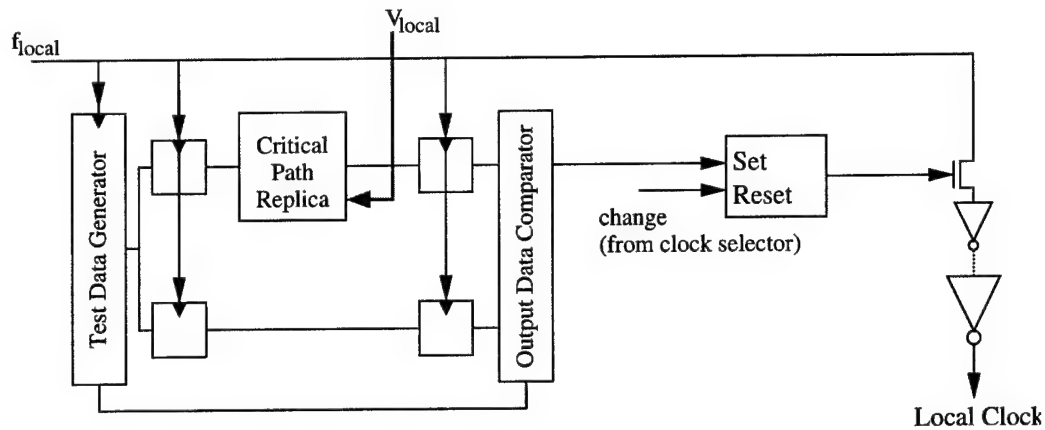 f_local
V_local
Test Data Generator
Critical
Path
Replica
Output Data Comparator
Set
Reset
change
(from clock selector)
Local Clock